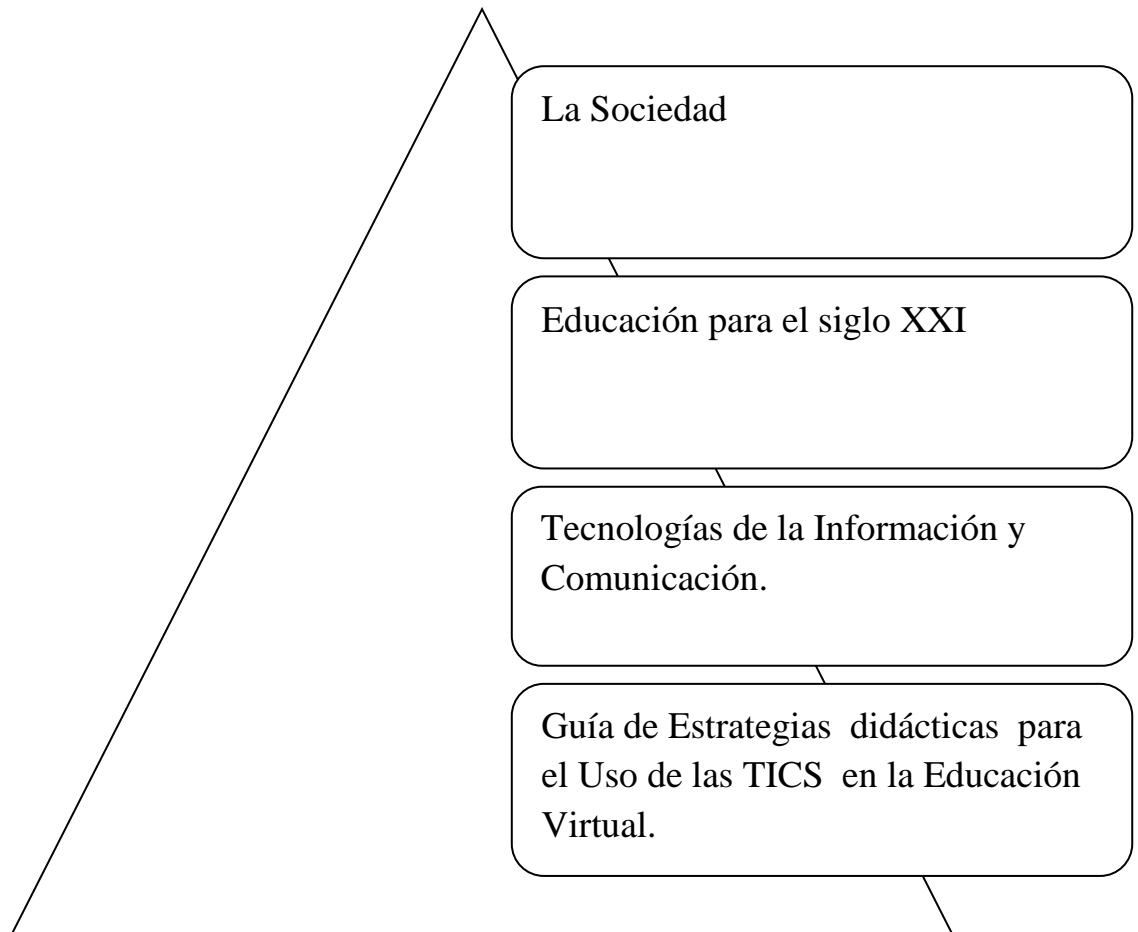 La Sociedad
Educación para el siglo XXI
Tecnologías de la Información y
Comunicación.
Guía de Estrategias didácticas para
el Uso de las TICS en la Educación
Virtual.